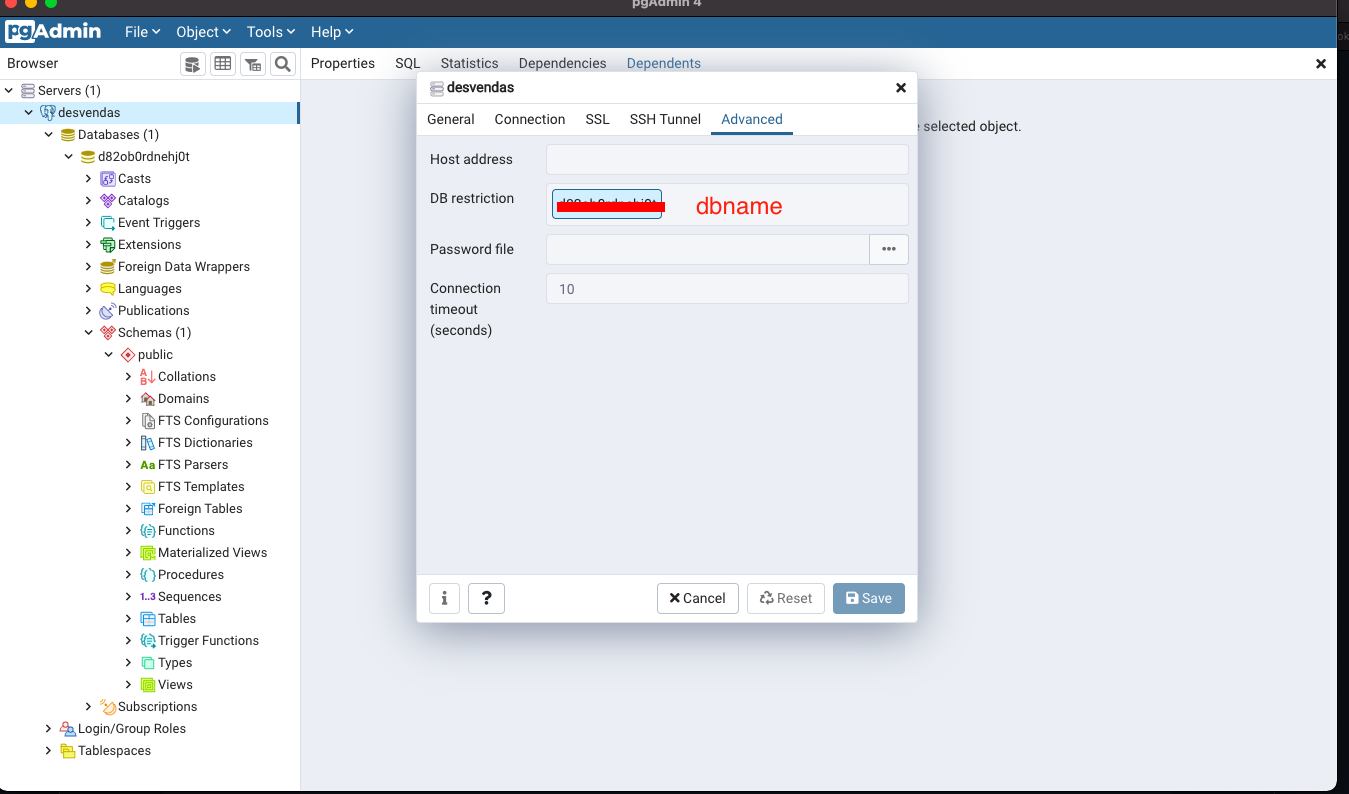 pgAdmin 4
pgAdmin File Object Tools Help
Browser
Properties SQL Statistics Dependencies Dependents
Servers (1)
desvendas
Databases (1)
d82ob0rdnehj0t
Casts
Catalogs
Event Triggers
Extensions
Foreign Data Wrappers
Languages
Publications
Schemas (1)
public
Collations
Domains
FTS Configurations
FTS Dictionaries
Aa FTS Parsers
FTS Templates
Foreign Tables
Functions
Materialized Views
Procedures
1..3 Sequences
Tables
Trigger Functions
Types
Views
Subscriptions
Login/Group Roles
Tablespaces
selected object.
desvendas
General Connection SSL SSH Tunnel Advanced
Host address
DB restriction
dbname
Password file
Connection
timeout
(seconds)
10
i ? Cancel Reset Save